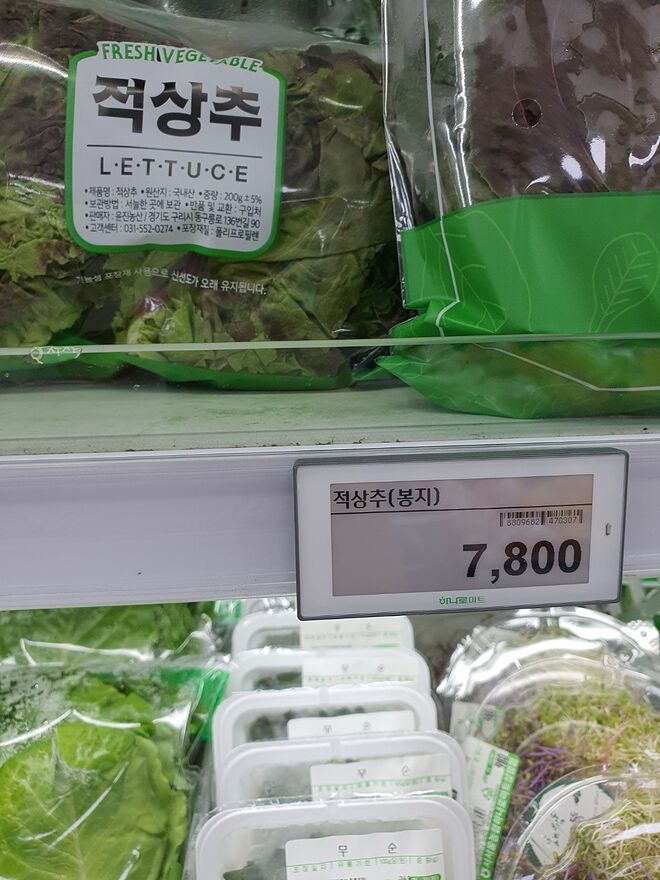 FRESH VEGETABLE
적상추
L·E·T·T·U·C·E
•제품명 : 적상추 •원산지 : 국내산 •중량 : 200g ± 5%
•보관방법 : 서늘한 곳에 보관 •반품 및 교환 : 구입처
•판매자 : 윤진농산 / 경기도 구리시 동구릉로 136번길 90
•고객센터 : 031-552-0274 •포장재질 : 폴리프로필렌
기능성 포장재 사용으로 신선도가 오래 유지됩니다.
적상추(봉지)
8809682 470307
7,800
하나로마트
무 순
무 순
무 순
무 순
무 순